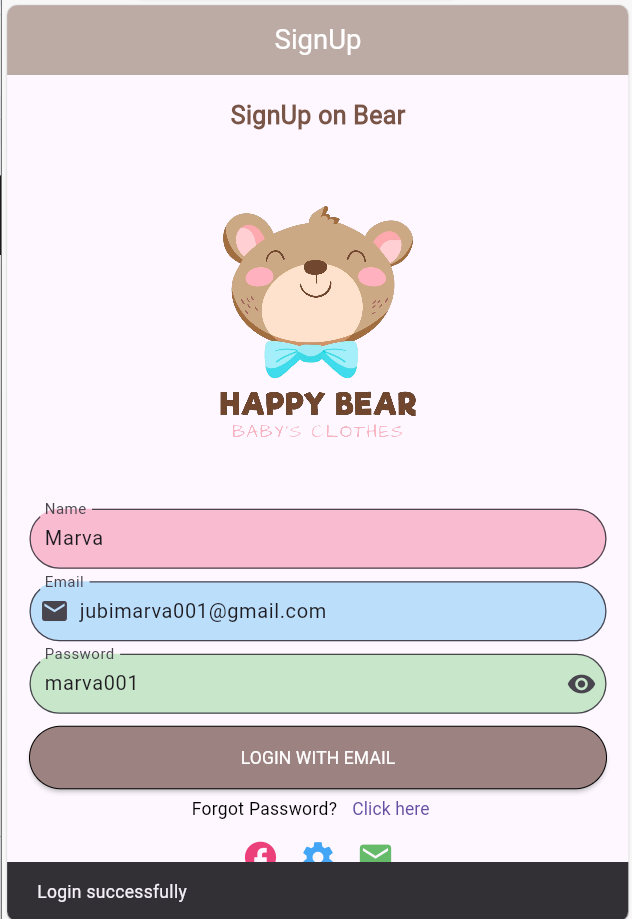 SignUp
SignUp on Bear
HAPPY BEAR
BABY'S CLOTHES
Name
Marva
Email
jubimarva001@gmail.com
Password
marva001
LOGIN WITH EMAIL
Forgot Password? Click here
Login successfully